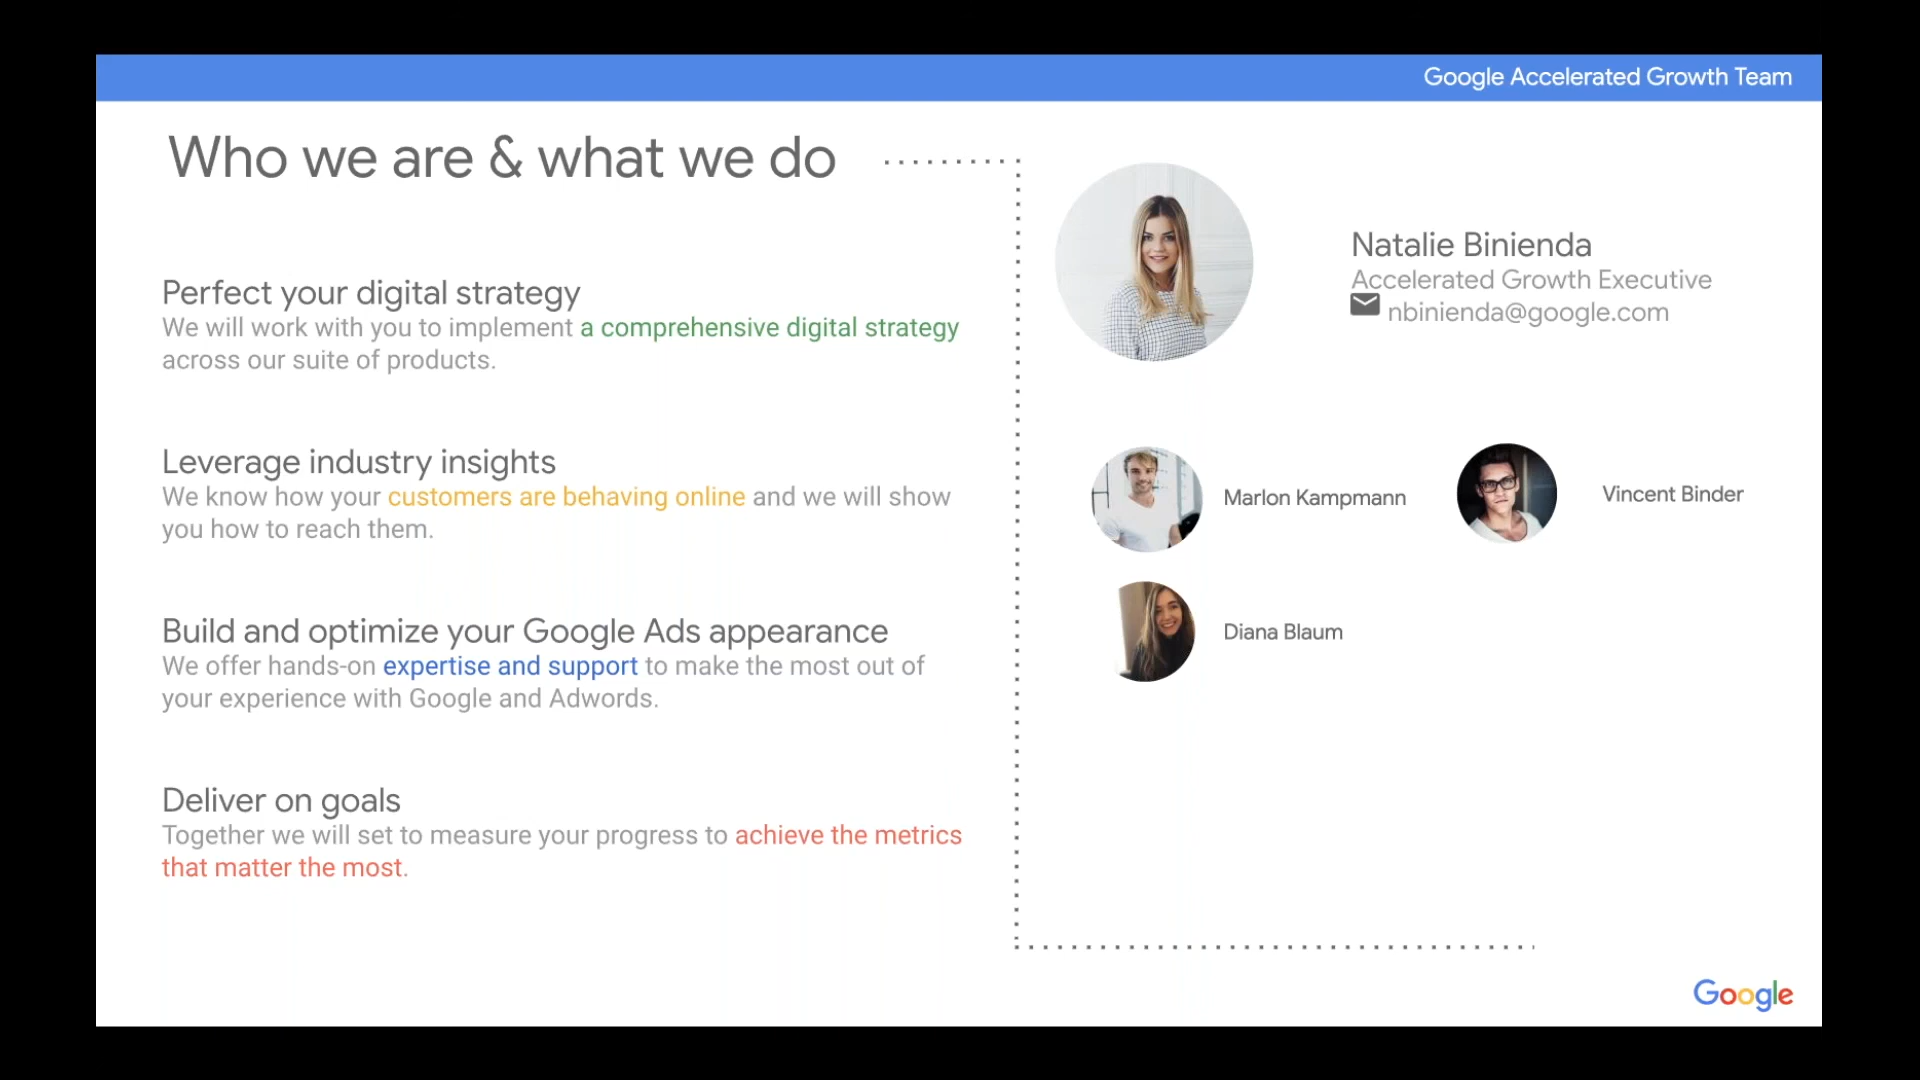 Google Accelerated Growth Team
Who we are & what we do
Perfect your digital strategy
We will work with you to implement a comprehensive digital strategy
across our suite of products.
Leverage industry insights
We know how your customers are behaving online and we will show
you how to reach them.
Build and optimize your Google Ads appearance
We offer hands-on expertise and support to make the most out of
your experience with Google and Adwords.
Deliver on goals
Together we will set to measure your progress to achieve the metrics
that matter the most.
Natalie Binienda
Accelerated Growth Executive
nbinienda@google.com
Marlon Kampmann
Vincent Binder
Diana Blaum
Google